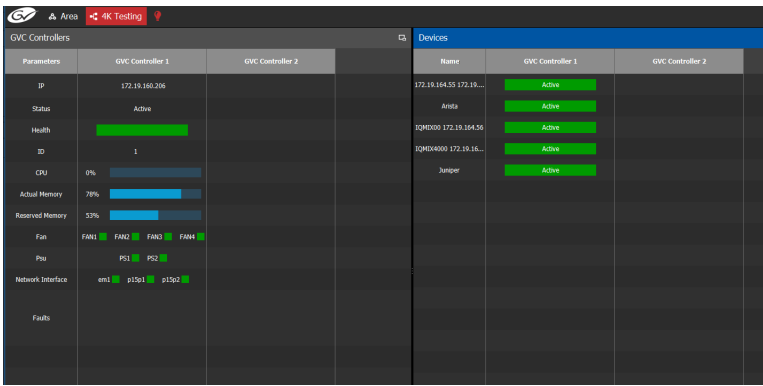 GV Area 4K Testing
GVC Controllers
Parameters GVC Controller 1 GVC Controller 2
IP 172.19.160.206
Status Active
Health
ID 1
CPU 0%
Actual Memory 78%
Reserved Memory 53%
Fan FAN1 FAN2 FAN3 FAN4
Psu PS1 PS2
Network Interface em1 p15p1 p15p2
Faults
Devices
Name GVC Controller 1 GVC Controller 2
172.19.164.55 172.19.... Active
Arista Active
IQMIX00 172.19.164.56 Active
IQMIX4000 172.19.16... Active
Juniper Active